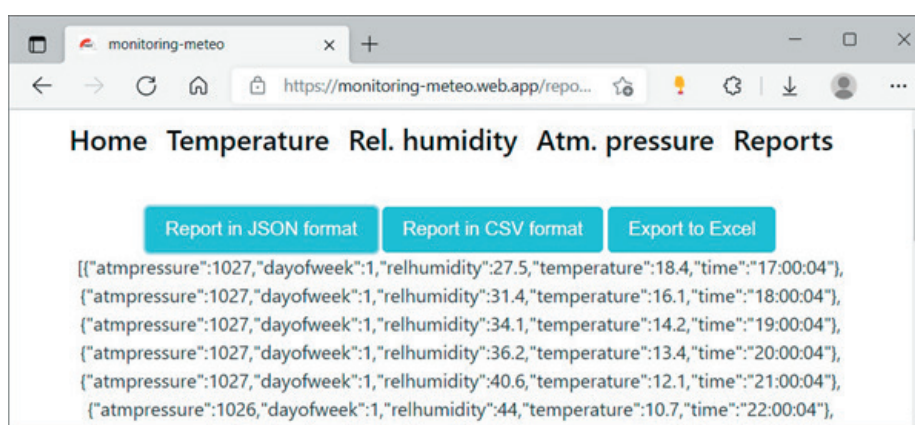 monitoring-meteo
https://monitoring-meteo.web.app/repo...
Home Temperature Rel. humidity Atm. pressure Reports
Report in JSON format Report in CSV format Export to Excel
[{"atmpressure":1027,"dayofweek":1,"relhumidity":27.5,"temperature":18.4,"time":"17:00:04"},
{"atmpressure":1027,"dayofweek":1,"relhumidity":31.4,"temperature":16.1,"time":"18:00:04"},
{"atmpressure":1027,"dayofweek":1,"relhumidity":34.1,"temperature":14.2,"time":"19:00:04"},
{"atmpressure":1027,"dayofweek":1,"relhumidity":36.2,"temperature":13.4,"time":"20:00:04"},
{"atmpressure":1027,"dayofweek":1,"relhumidity":40.6,"temperature":12.1,"time":"21:00:04"},
{"atmpressure":1026,"dayofweek":1,"relhumidity":44,"temperature":10.7,"time":"22:00:04"},